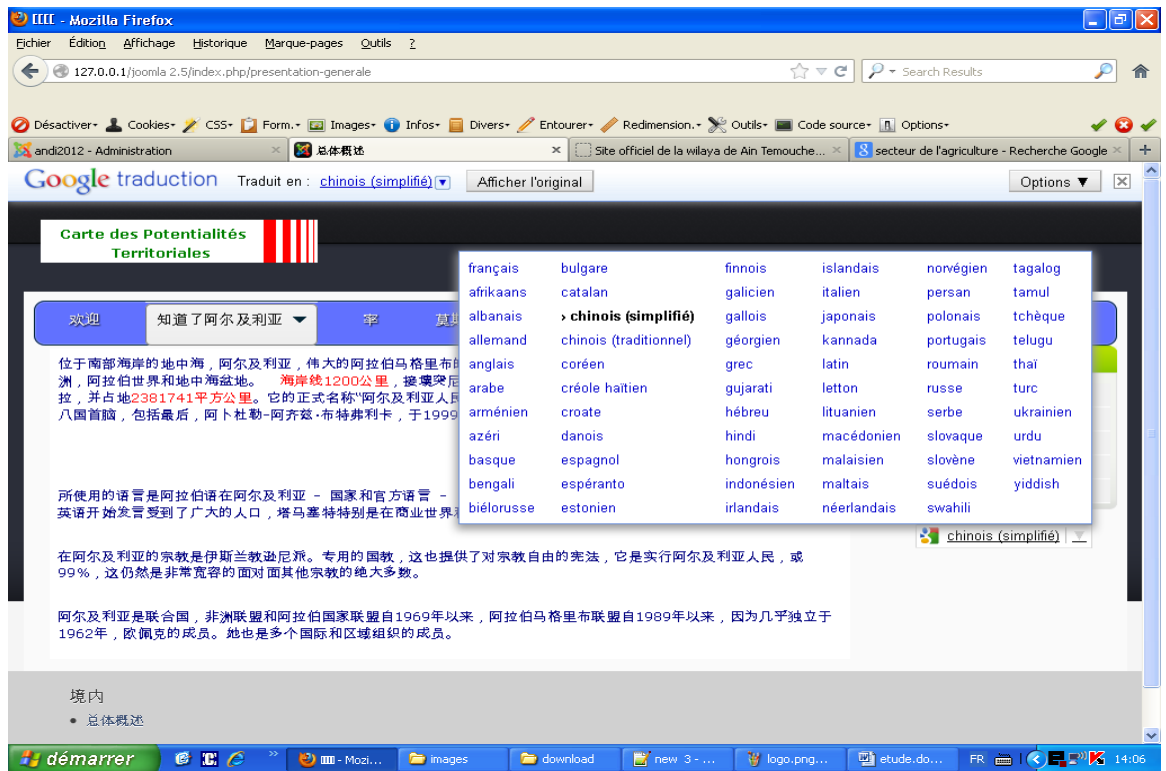 Mozilla Firefox
Fichier Édition Affichage Historique Marque-pages Outils ?
127.0.0.1/joomla 2.5/index.php/presentation-generale
Search Results
Désactiver Cookies CSS Form. Images Infos Divers Entourer Redimension. Outils Code source Options
andi2012 - Administration
总体概述
Site officiel de la wilaya de Ain Temouche...
secteur de l'agriculture - Recherche Google
Google traduction Traduit en : chinois (simplifié) Afficher l'original Options ▼
Carte des Potentialités
Territoriales
欢迎 知道了阿尔及利亚 率
français bulgare finnois islandais norvégien tagalog
afrikaans catalan galicien italien persan tamul
albanais › chinois (simplifié) gallois japonais polonais tchèque
allemand chinois (traditionnel) géorgien kannada portugais telugu
anglais coréen grec latin roumain thaï
arabe créole haïtien gujarati letton russe turc
arménien croate hébreu lituanien serbe ukrainien
azéri danois hindi macédonien slovaque urdu
basque espagnol hongrois malaisien slovène vietnamien
bengali espéranto indonésien maltais suédois yiddish
biélorusse estonien irlandais néerlandais swahili
位于南部海岸的地中海，阿尔及利亚，伟大的阿拉伯马格里布
洲，阿拉伯世界和地中海盆地。 海岸线1200公里，接壤突尼
拉，并占地2381741平方公里。它的正式名称"阿尔及利亚人民
八国首脑，包括最后，阿卜杜勒-阿齐兹·布特弗利卡，于1999
所使用的语言是阿拉伯语在阿尔及利亚 - 国家和官方语言 -
英语开始发言受到了广大的人口，塔马塞特特别是在商业世界
chinois (simplifié)
在阿尔及利亚的宗教是伊斯兰教逊尼派。专用的国教，这也提供了对宗教自由的宪法，它是实行阿尔及利亚人民，或
99%，这仍然是非常宽容的面对面其他宗教的绝大多数。
阿尔及利亚是联合国，非洲联盟和阿拉伯国家联盟自1969年以来，阿拉伯马格里布联盟自1989年以来，因为几乎独立于
1962年，欧佩克的成员。她也是多个国际和区域组织的成员。
境内
总体概述
démarrer - Mozi... images download new 3 - ... logo.png... etude.do... FR 14:06